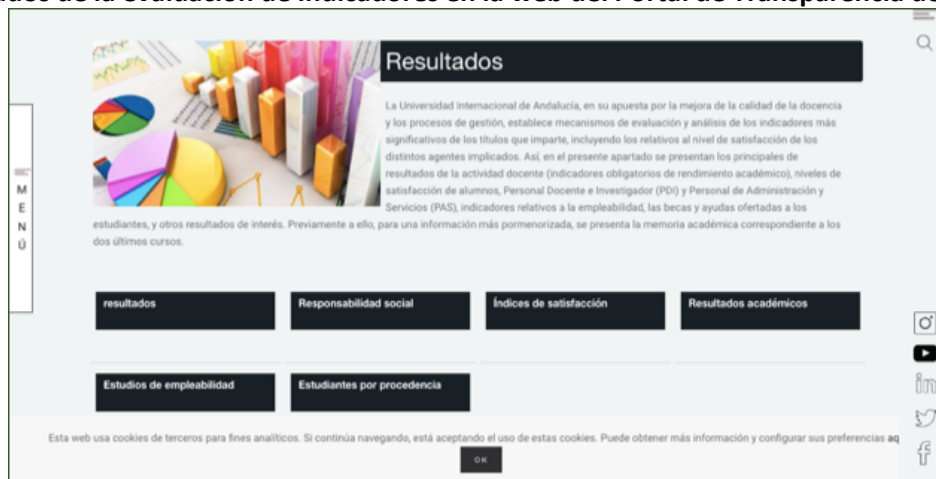 de la evaluación de indicadores en la web del Portal de Transparencia
Resultados
La Universidad Internacional de Andalucía, en su apuesta por la mejora de la calidad de la docencia
y los procesos de gestión, establece mecanismos de evaluación y análisis de los indicadores más
significativos de los títulos que imparte, incluyendo los relativos al nivel de satisfacción de los
distintos agentes implicados. Así, en el presente apartado se presentan los principales de
resultados de la actividad docente (indicadores obligatorios de rendimiento académico), niveles de
satisfacción de alumnos, Personal Docente e Investigador (PDI) y Personal de Administración y
Servicios (PAS), indicadores relativos a la empleabilidad, las becas y ayudas ofertadas a los
estudiantes, y otros resultados de interés. Previamente a ello, para una información más pormenorizada, se presenta la memoria académica correspondiente a los
dos últimos cursos.
MENÚ
resultados
Responsabilidad social
Índices de satisfacción
Resultados académicos
Estudios de empleabilidad
Estudiantes por procedencia
Esta web usa cookies de terceros para fines analíticos. Si continúa navegando, está aceptando el uso de estas cookies. Puede obtener más información y configurar sus preferencias aq
OK